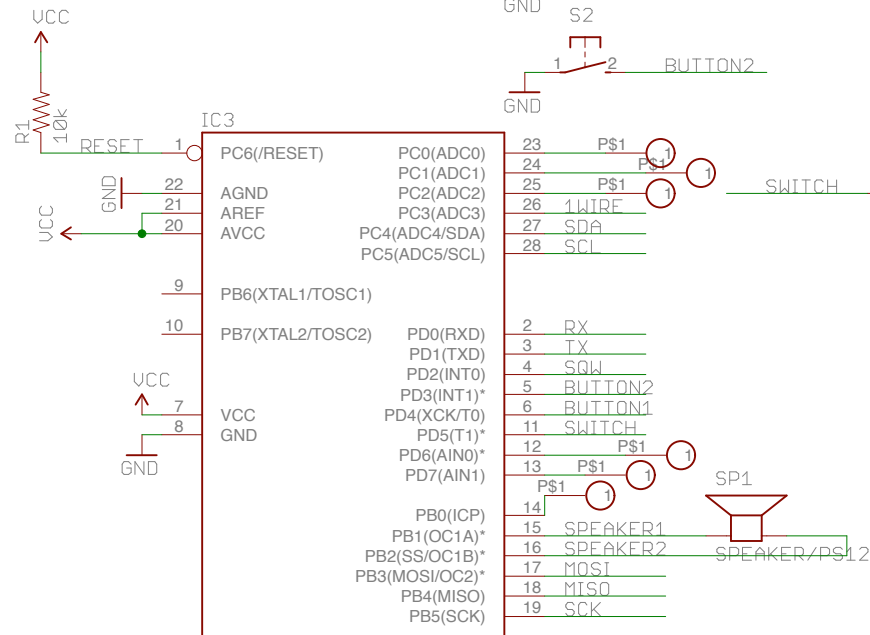 GND
VCC
S2
1 2 BUTTON2
GND
R1
10k
IC3
RESET 1 PC6(/RESET) PC0(ADC0) 23 P$1 1
PC1(ADC1) 24 P$1 1
GND 22 AGND PC2(ADC2) 25 P$1 1 SWITCH
21 AREF PC3(ADC3) 26 1WIRE
VCC 20 AVCC PC4(ADC4/SDA) 27 SDA
PC5(ADC5/SCL) 28 SCL
9 PB6(XTAL1/TOSC1)
10 PB7(XTAL2/TOSC2) PD0(RXD) 2 RX
PD1(TXD) 3 TX
PD2(INT0) 4 SQW
VCC PD3(INT1)* 5 BUTTON2
7 VCC PD4(XCK/T0) 6 BUTTON1
8 GND PD5(T1)* 11 SWITCH
GND PD6(AIN0)* 12 P$1 1
PD7(AIN1) 13 P$1 1
SP1
P$1 1
PB0(ICP) 14
PB1(OC1A)* 15 SPEAKER1
PB2(SS/OC1B)* 16 SPEAKER2 SPEAKER/PS12
PB3(MOSI/OC2)* 17 MOSI
PB4(MISO) 18 MISO
PB5(SCK) 19 SCK